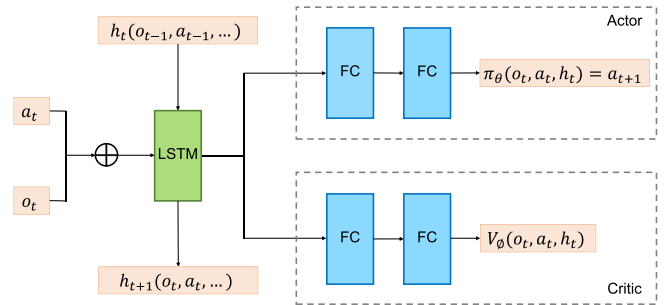 Actor
h_t(o_{t-1}, a_{t-1}, ...)
FC
FC
π_θ(o_t, a_t, h_t) = a_{t+1}
a_t
LSTM
o_t
FC
FC
V_ø(o_t, a_t, h_t)
h_{t+1}(o_t, a_t, ...)
Critic